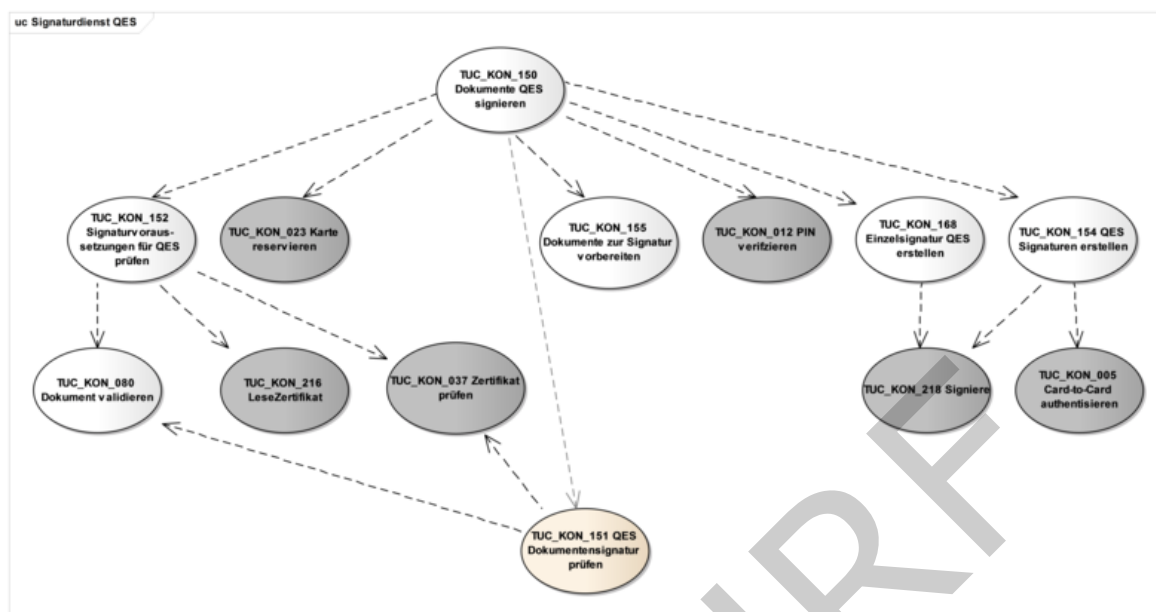 uc Signaturdienst QES
TUC_KON_150
Dokumente QES
signieren
TUC_KON_152
Signaturvoraus-
setzungen für QES
prüfen
TUC_KON_023 Karte
reservieren
TUC_KON_155
Dokumente zur Signatur
vorbereiten
TUC_KON_012 PIN
verifzieren
TUC_KON_168
Einzelsignatur QES
erstellen
TUC_KON_154 QES
Signaturen erstellen
TUC_KON_080
Dokument validieren
TUC_KON_216
LeseZertifikat
TUC_KON_037 Zertifikat
prüfen
TUC_KON_218 Signiere
TUC_KON_005
Card-to-Card
authentisieren
TUC_KON_151 QES
Dokumentensignatur
prüfen